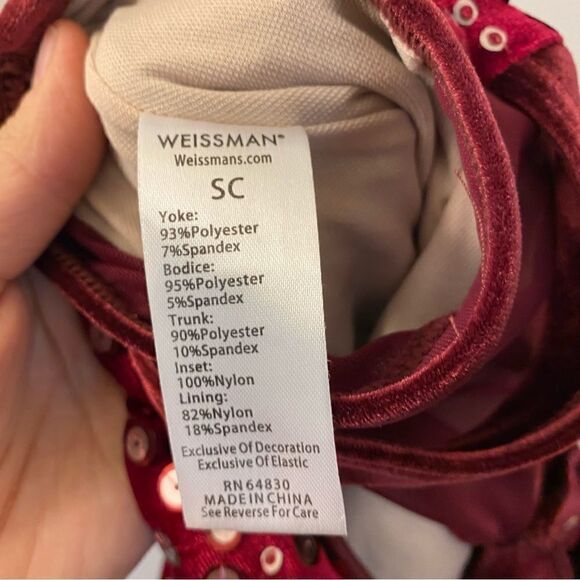 WEISSMAN®
Weissmans.com
SC
Yoke:
93%Polyester
7%Spandex
Bodice:
95%Polyester
5%Spandex
Trunk:
90%Polyester
10%Spandex
Inset:
100%Nylon
Lining:
82%Nylon
18%Spandex
Exclusive Of Decoration
Exclusive Of Elastic
RN 64830
MADE IN CHINA
See Reverse For Care